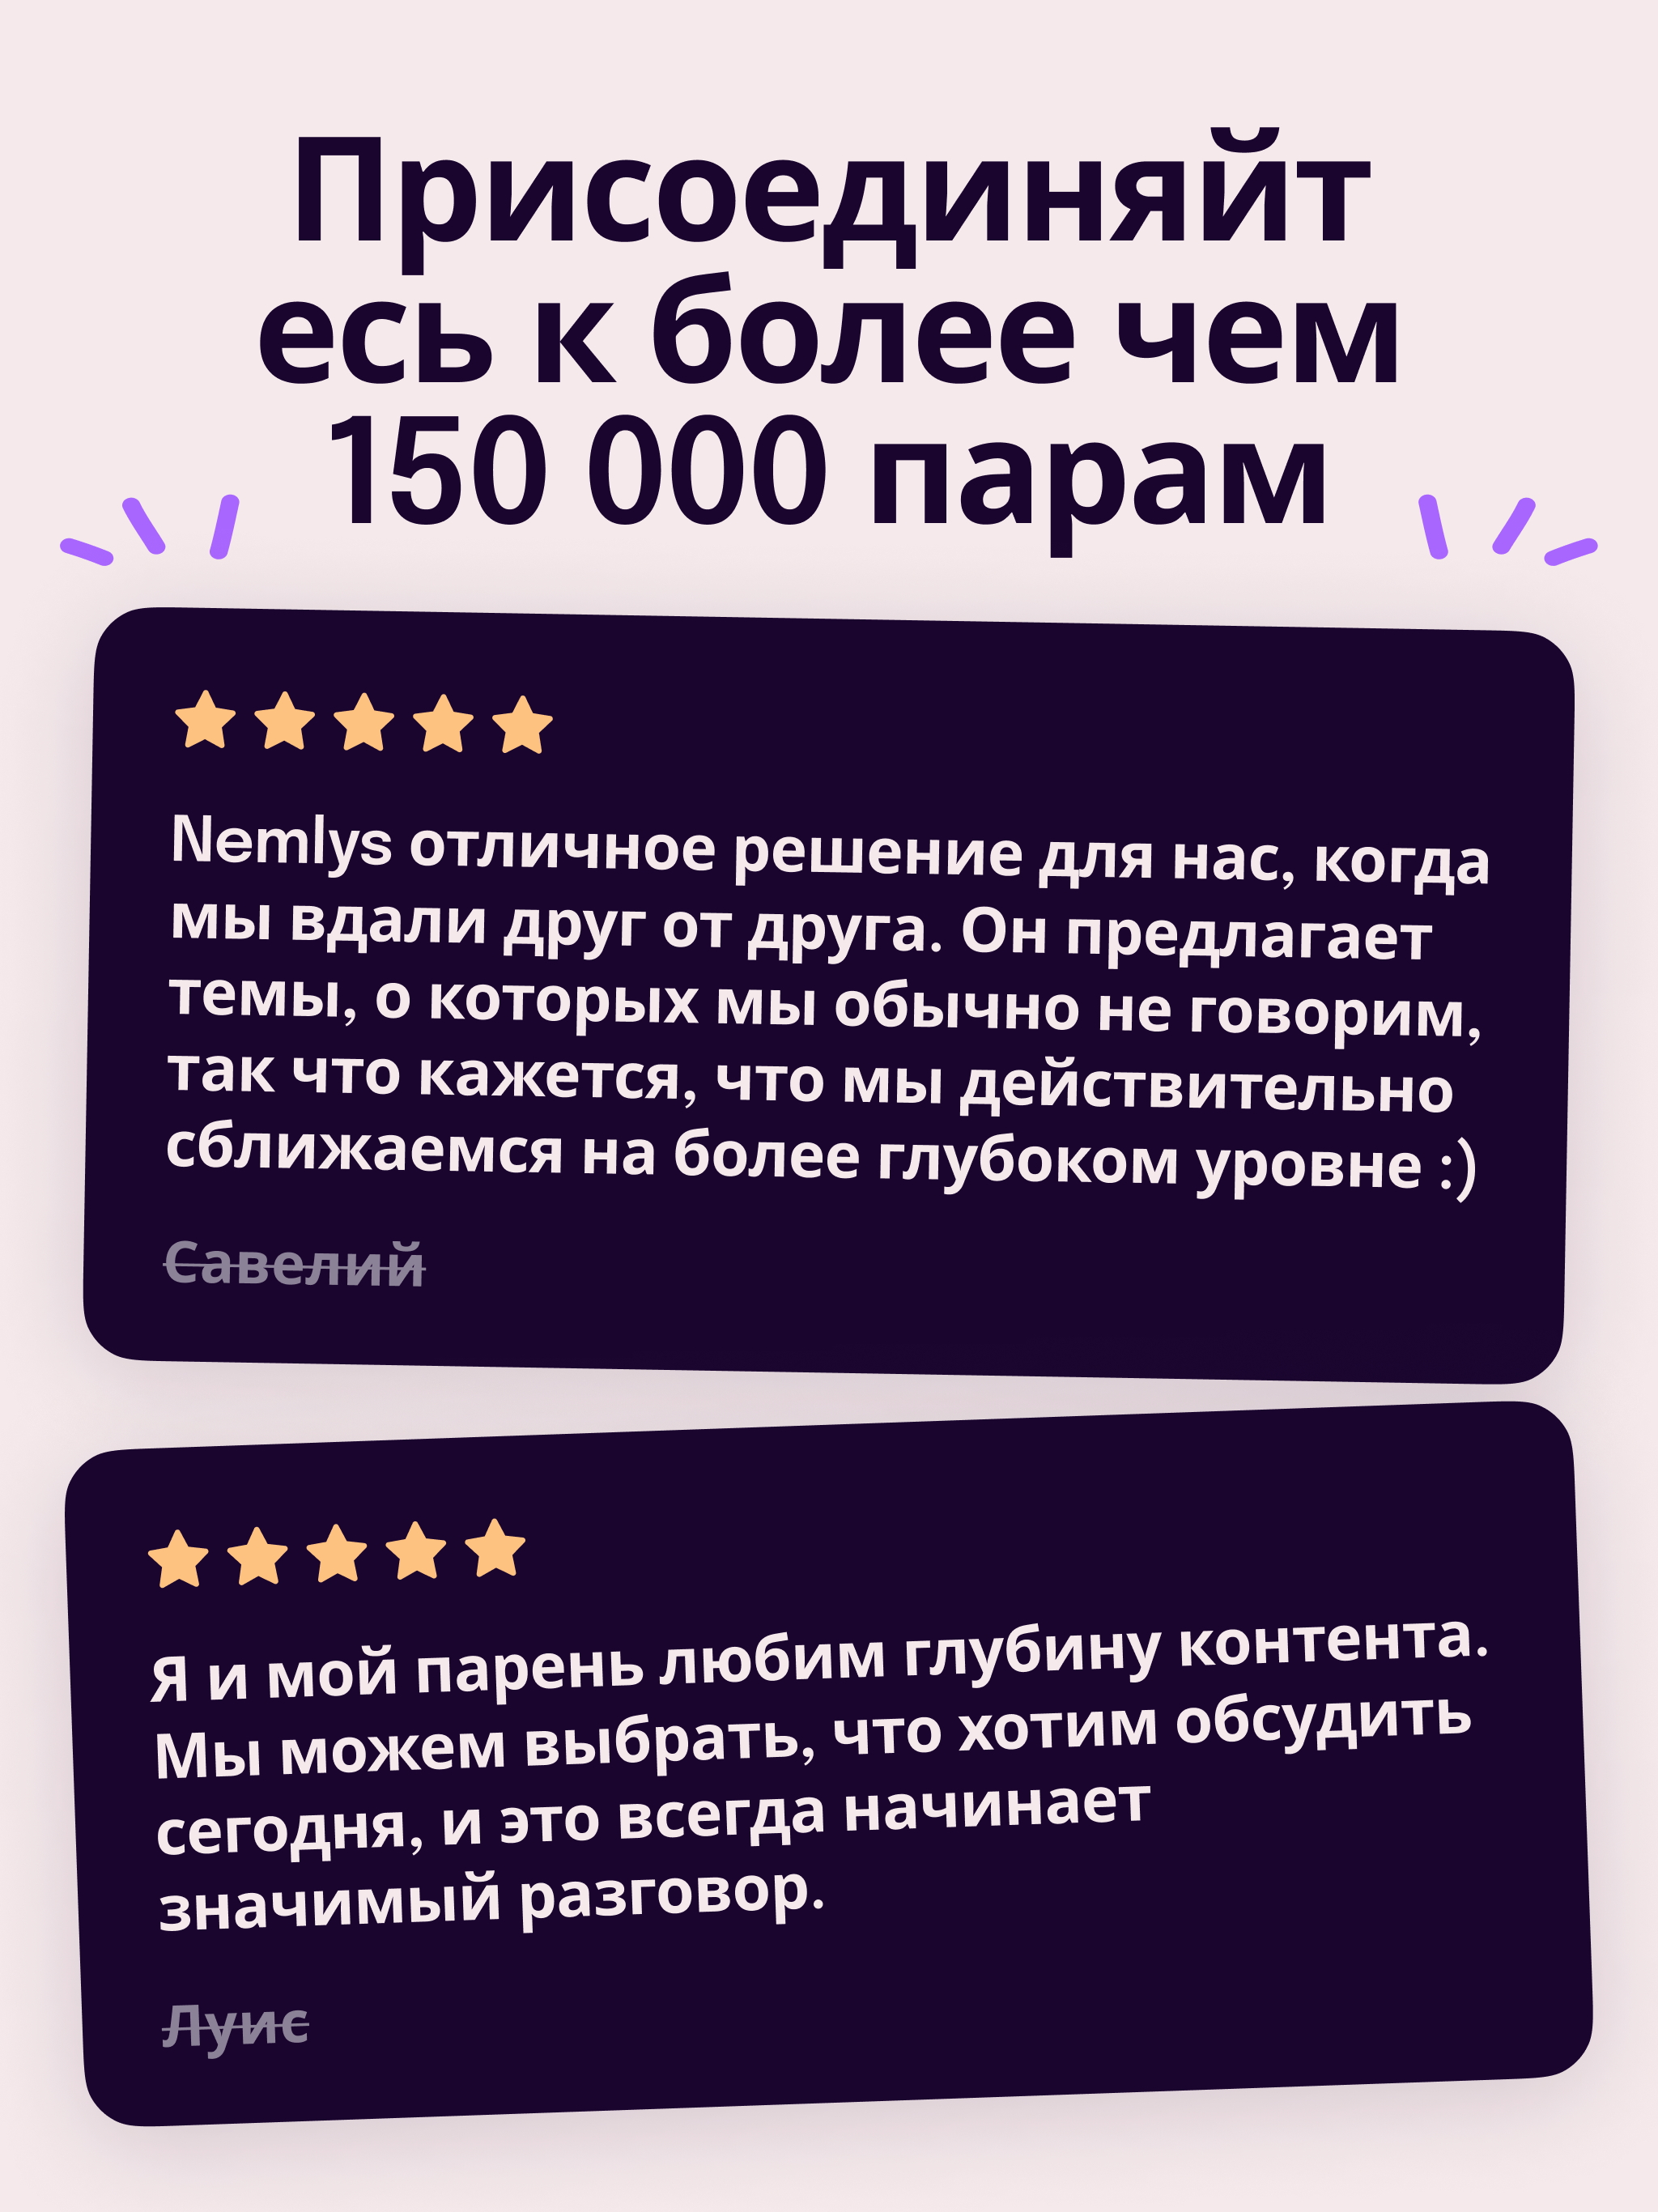 Присоединяйт
есь к более чем
150 000 парам
Nemlys отличное решение для нас, когда
мы вдали друг от друга. Он предлагает
темы, о которых мы обычно не говорим,
так что кажется, что мы действительно
сближаемся на более глубоком уровне :)
Савелий
Я и мой парень любим глубину контента.
Мы можем выбрать, что хотим обсудить
сегодня, и это всегда начинает
значимый разговор.
Луис